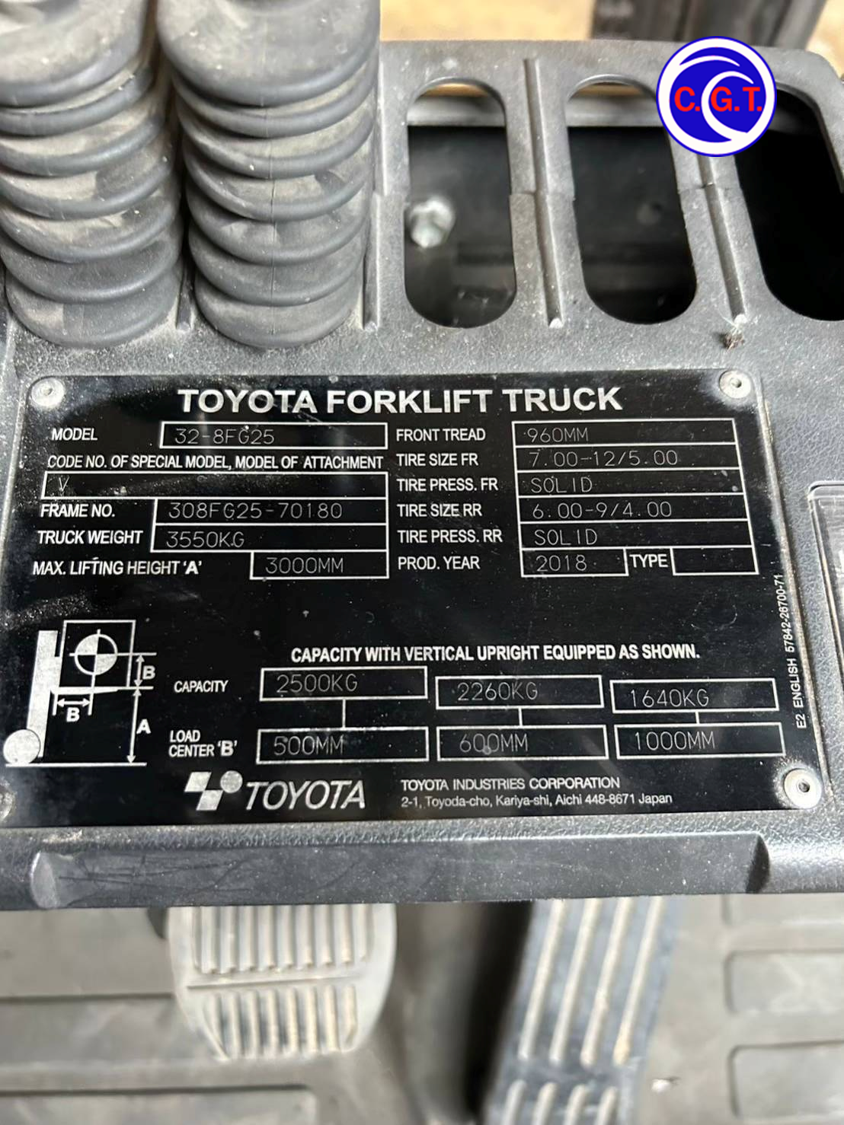 C.G.T.
TOYOTA FORKLIFT TRUCK
MODEL 32-8FG25 FRONT TREAD 960MM
CODE NO. OF SPECIAL MODEL, MODEL OF ATTACHMENT TIRE SIZE FR 7.00-12/5.00
V TIRE PRESS. FR SOLID
FRAME NO. 308FG25-70180 TIRE SIZE RR 6.00-9/4.00
TRUCK WEIGHT 3550KG TIRE PRESS. RR SOLID
MAX. LIFTING HEIGHT 'A' 3000MM PROD. YEAR 2018 TYPE
E2 ENGLISH 57842-26700-71
CAPACITY WITH VERTICAL UPRIGHT EQUIPPED AS SHOWN.
B
B
A
CAPACITY 2500KG 2260KG 1640KG
LOAD
CENTER 'B' 500MM 600MM 1000MM
TOYOTA TOYOTA INDUSTRIES CORPORATION
2-1, Toyoda-cho, Kariya-shi, Aichi 448-8671 Japan